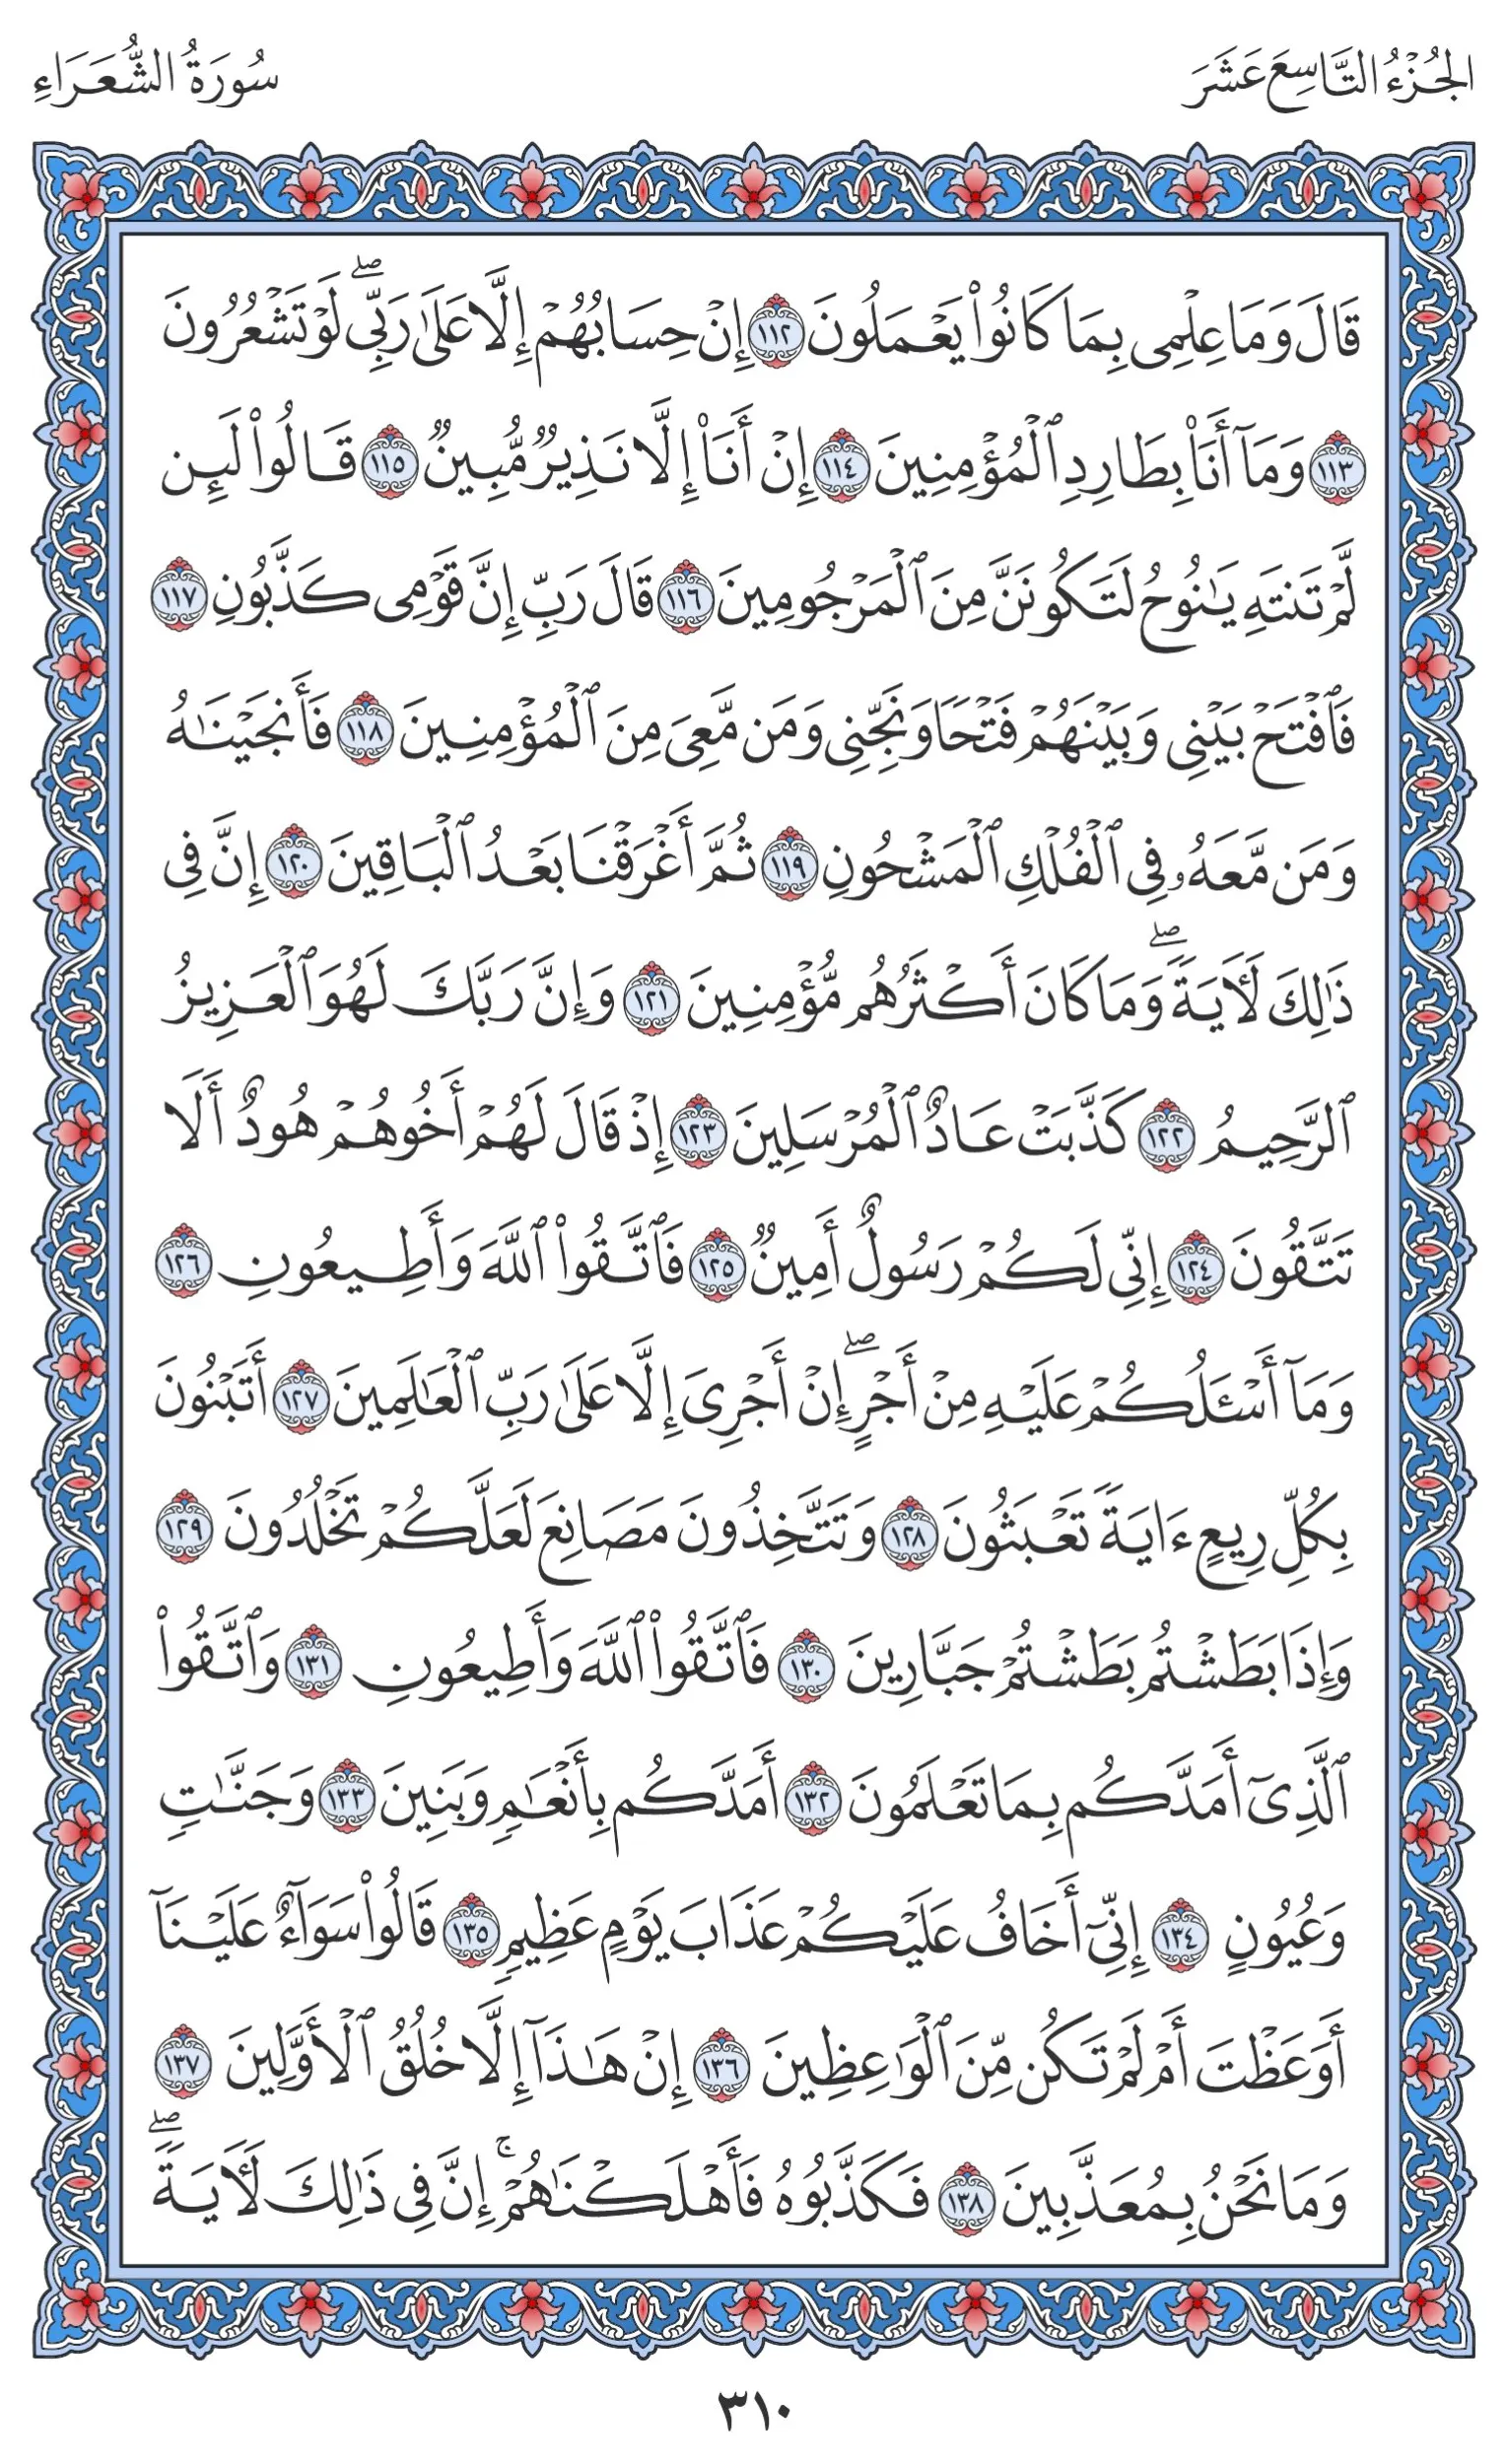 الجُزْءُ التَّاسِعَ عَشَرَ
سُورَةُ الشُّعَرَاءِ
قَالَ وَمَا عِلْمِى بِمَا كَانُوا۟ يَعْمَلُونَ ١١٢ إِنْ حِسَابُهُمْ إِلَّا عَلَىٰ رَبِّىۖ لَوْ تَشْعُرُونَ
١١٣ وَمَآ أَنَا۠ بِطَارِدِ ٱلْمُؤْمِنِينَ ١١٤ إِنْ أَنَا۠ إِلَّا نَذِيرٌ مُّبِينٌ ١١٥ قَالُوا۟ لَئِن
لَّمْ تَنتَهِ يَـٰنُوحُ لَتَكُونَنَّ مِنَ ٱلْمَرْجُومِينَ ١١٦ قَالَ رَبِّ إِنَّ قَوْمِى كَذَّبُونِ ١١٧
فَٱفْتَحْ بَيْنِى وَبَيْنَهُمْ فَتْحًا وَنَجِّنِى وَمَن مَّعِىَ مِنَ ٱلْمُؤْمِنِينَ ١١٨ فَأَنجَيْنَـٰهُ
وَمَن مَّعَهُۥ فِى ٱلْفُلْكِ ٱلْمَشْحُونِ ١١٩ ثُمَّ أَغْرَقْنَا بَعْدُ ٱلْبَاقِينَ ١٢٠ إِنَّ فِى
ذَٰلِكَ لَـَٔايَةًۖ وَمَا كَانَ أَكْثَرُهُم مُّؤْمِنِينَ ١٢١ وَإِنَّ رَبَّكَ لَهُوَ ٱلْعَزِيزُ
ٱلرَّحِيمُ ١٢٢ كَذَّبَتْ عَادٌ ٱلْمُرْسَلِينَ ١٢٣ إِذْ قَالَ لَهُمْ أَخُوهُمْ هُودٌ أَلَا
تَتَّقُونَ ١٢٤ إِنِّى لَكُمْ رَسُولٌ أَمِينٌ ١٢٥ فَٱتَّقُوا۟ ٱللَّهَ وَأَطِيعُونِ ١٢٦
وَمَآ أَسْـَٔلُكُمْ عَلَيْهِ مِنْ أَجْرٍۖ إِنْ أَجْرِىَ إِلَّا عَلَىٰ رَبِّ ٱلْعَـٰلَمِينَ ١٢٧ أَتَبْنُونَ
بِكُلِّ رِيعٍ ءَايَةً تَعْبَثُونَ ١٢٨ وَتَتَّخِذُونَ مَصَانِعَ لَعَلَّكُمْ تَخْلُدُونَ ١٢٩
وَإِذَا بَطَشْتُم بَطَشْتُمْ جَبَّارِينَ ١٣٠ فَٱتَّقُوا۟ ٱللَّهَ وَأَطِيعُونِ ١٣١ وَٱتَّقُوا۟
ٱلَّذِىٓ أَمَدَّكُم بِمَا تَعْلَمُونَ ١٣٢ أَمَدَّكُم بِأَنْعَـٰمٍ وَبَنِينَ ١٣٣ وَجَنَّـٰتٍ
وَعُيُونٍ ١٣٤ إِنِّىٓ أَخَافُ عَلَيْكُمْ عَذَابَ يَوْمٍ عَظِيمٍ ١٣٥ قَالُوا۟ سَوَآءٌ عَلَيْنَآ
أَوَعَظْتَ أَمْ لَمْ تَكُن مِّنَ ٱلْوَٰعِظِينَ ١٣٦ إِنْ هَـٰذَآ إِلَّا خُلُقُ ٱلْأَوَّلِينَ ١٣٧
وَمَا نَحْنُ بِمُعَذَّبِينَ ١٣٨ فَكَذَّبُوهُ فَأَهْلَكْنَـٰهُمْۚ إِنَّ فِى ذَٰلِكَ لَـَٔايَةًۖ
٣١٠